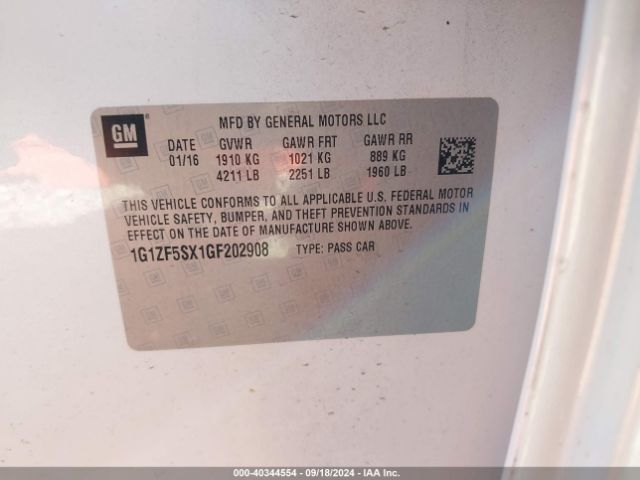 GM
MFD BY GENERAL MOTORS LLC
DATE GVWR GAWR FRT GAWR RR
01/16 1910 KG 1021 KG 889 KG
4211 LB 2251 LB 1960 LB
THIS VEHICLE CONFORMS TO ALL APPLICABLE U.S. FEDERAL MOTOR
VEHICLE SAFETY, BUMPER, AND THEFT PREVENTION STANDARDS IN
EFFECT ON THE DATE OF MANUFACTURE SHOWN ABOVE.
1G1ZF5SX1GF202908 TYPE: PASS CAR
000-40344554 - 09/18/2024 - IAA Inc.